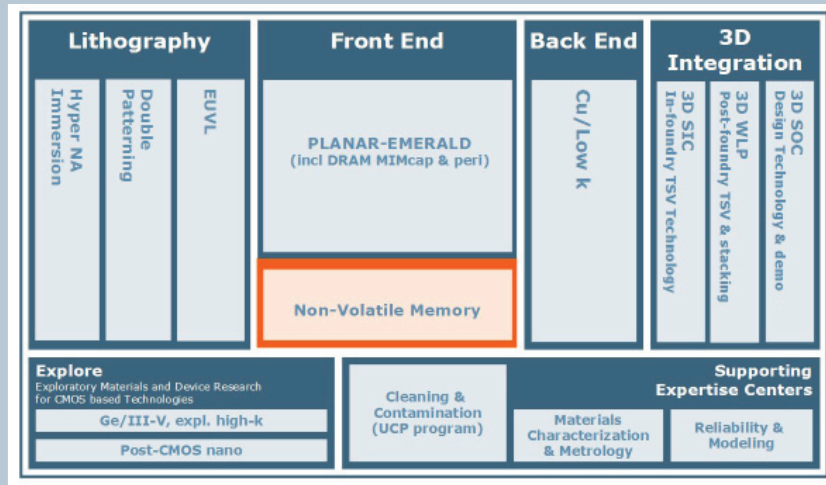 Lithography
Hyper NA
Immersion
Double
Patterning
EUVL
Front End
PLANAR-EMERALD
(incl DRAM MIMcap & peri)
Non-Volatile Memory
Back End
Cu/Low k
3D
Integration
3D SIC
In-foundry TSV Technology
3D WLP
Post-foundry TSV & stacking
3D SOC
Design Technology & demo
Explore
Exploratory Materials and Device Research
for CMOS based Technologies
Ge/III-V, expl. high-k
Post-CMOS nano
Supporting
Expertise Centers
Cleaning &
Contamination
(UCP program)
Materials
Characterization
& Metrology
Reliability &
Modeling